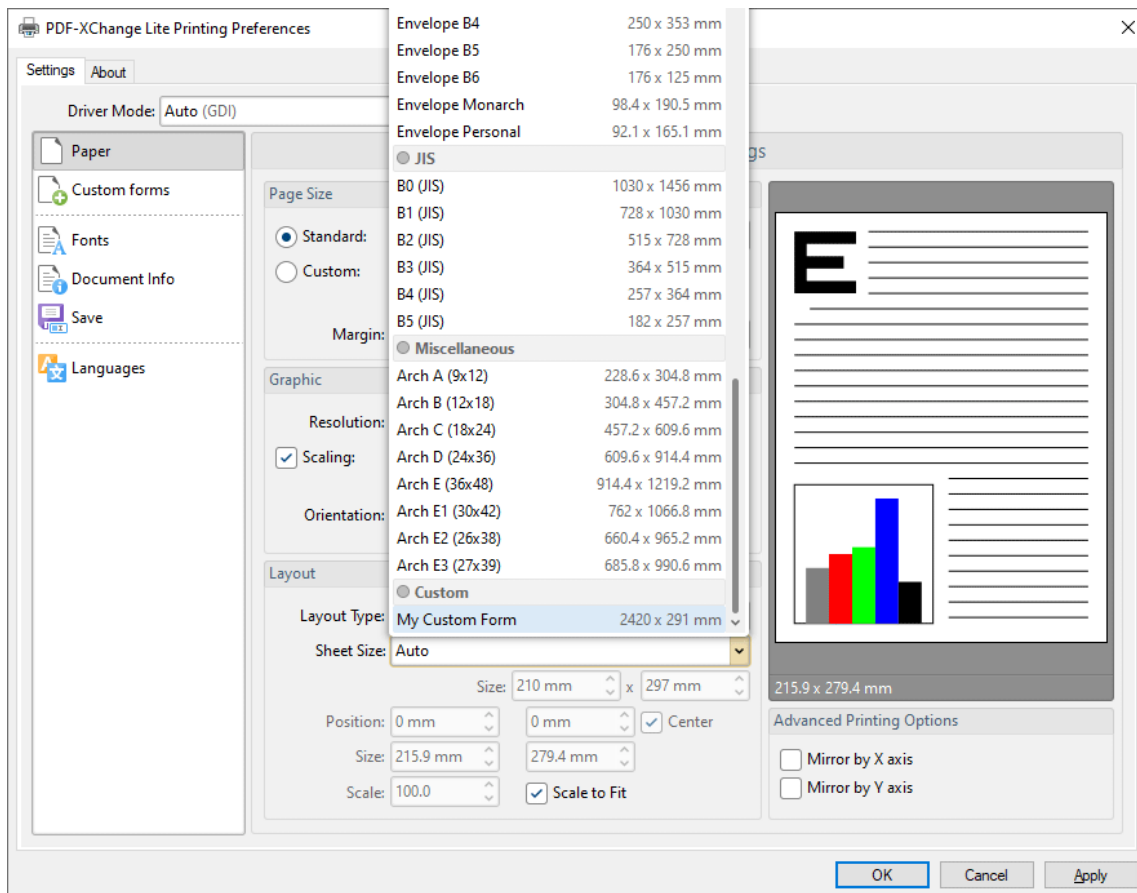 PDF-XChange Lite Printing Preferences
Settings
About
Driver Mode: Auto (GDI)
Paper
Custom forms
Fonts
Document Info
Save
Languages
Page Size
Standard:
Custom:
Margin:
Graphic
Resolution:
Scaling:
Orientation:
Layout
Layout Type:
Envelope B4 250 x 353 mm
Envelope B5 176 x 250 mm
Envelope B6 176 x 125 mm
Envelope Monarch 98.4 x 190.5 mm
Envelope Personal 92.1 x 165.1 mm
JIS
B0 (JIS) 1030 x 1456 mm
B1 (JIS) 728 x 1030 mm
B2 (JIS) 515 x 728 mm
B3 (JIS) 364 x 515 mm
B4 (JIS) 257 x 364 mm
B5 (JIS) 182 x 257 mm
Miscellaneous
Arch A (9x12) 228.6 x 304.8 mm
Arch B (12x18) 304.8 x 457.2 mm
Arch C (18x24) 457.2 x 609.6 mm
Arch D (24x36) 609.6 x 914.4 mm
Arch E (36x48) 914.4 x 1219.2 mm
Arch E1 (30x42) 762 x 1066.8 mm
Arch E2 (26x38) 660.4 x 965.2 mm
Arch E3 (27x39) 685.8 x 990.6 mm
Custom
My Custom Form 2420 x 291 mm
Sheet Size: Auto
Size: 210 mm x 297 mm
Position: 0 mm 0 mm Center
Size: 215.9 mm 279.4 mm
Scale: 100.0 Scale to Fit
E
215.9 x 279.4 mm
Advanced Printing Options
Mirror by X axis
Mirror by Y axis
OK Cancel Apply